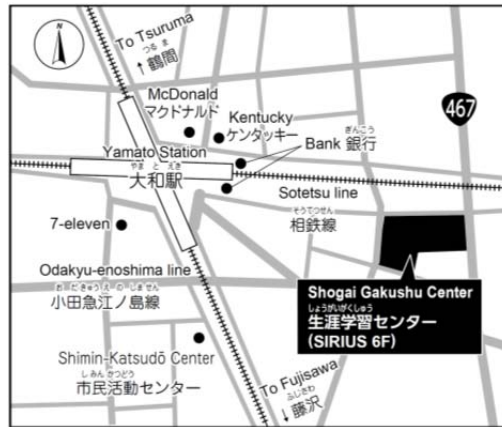 N
To Tsuruma
つるま
↑鶴間
McDonald
マクドナルド
Kentucky
ケンタッキー
467
Yamato Station
やまとえき
大和駅
ぎんこう
Bank 銀行
Sotetsu line
そうてつせん
相鉄線
7-eleven
Odakyu-enoshima line
おだきゅうえのしません
小田急江ノ島線
Shogai Gakushu Center
しょうがいがくしゅう
生涯学習センター
(SIRIUS 6F)
Shimin-Katsudō Center
しみんかつどう
市民活動センター
To Fujisawa
ふじさわ
↓藤沢